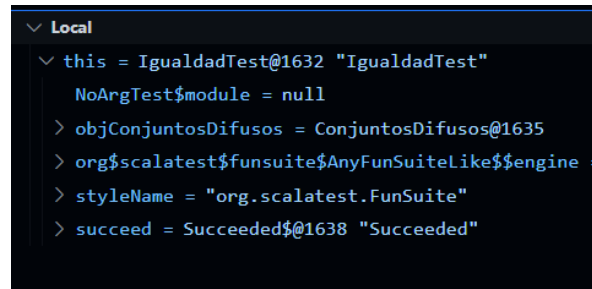 Local
this = IgualdadTest@1632 "IgualdadTest"
NoArgTest$module = null
objConjuntosDifusos = ConjuntosDifusos@1635
org$scalatest$funsuite$AnyFunSuiteLike$$engine =
styleName = "org.scalatest.FunSuite"
succeed = Succeeded$@1638 "Succeeded"